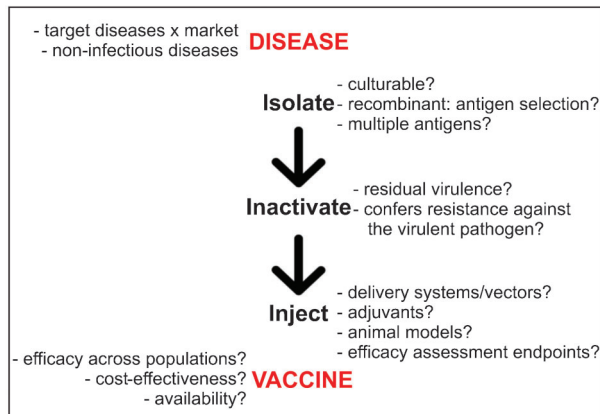 - target diseases x market
- non-infectious diseases
DISEASE
Isolate
- culturable?
- recombinant: antigen selection?
- multiple antigens?
Inactivate
- residual virulence?
- confers resistance against
the virulent pathogen?
Inject
- delivery systems/vectors?
- adjuvants?
- animal models?
- efficacy assessment endpoints?
- efficacy across populations?
- cost-effectiveness?
- availability?
VACCINE